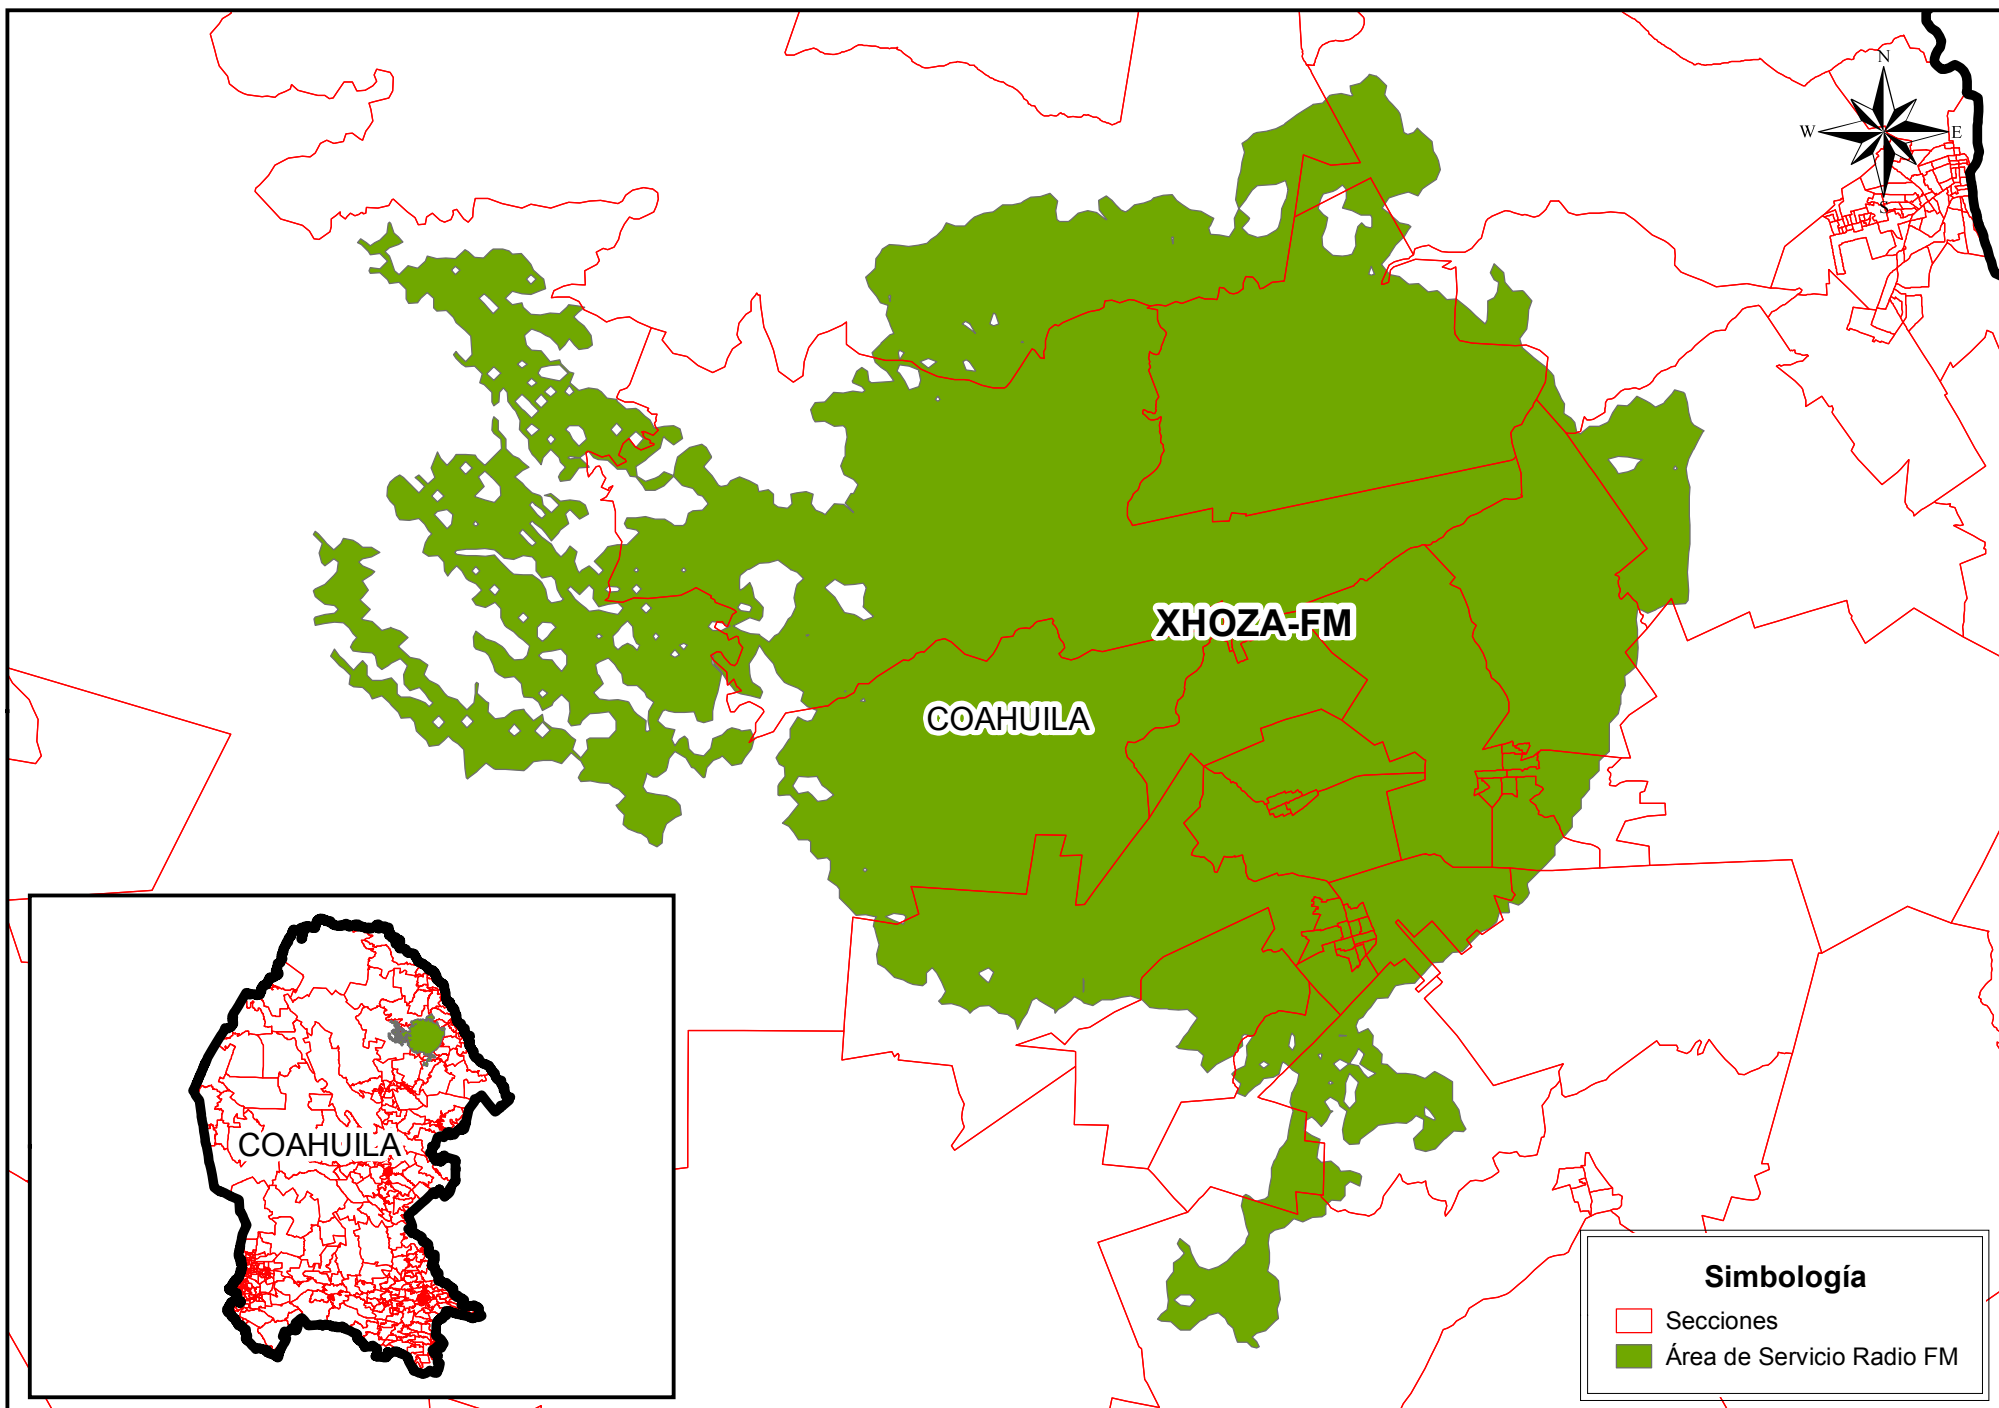 N
W E
S
XHOZA-FM
COAHUILA
COAHUILA
Simbología
Secciones
Área de Servicio Radio FM